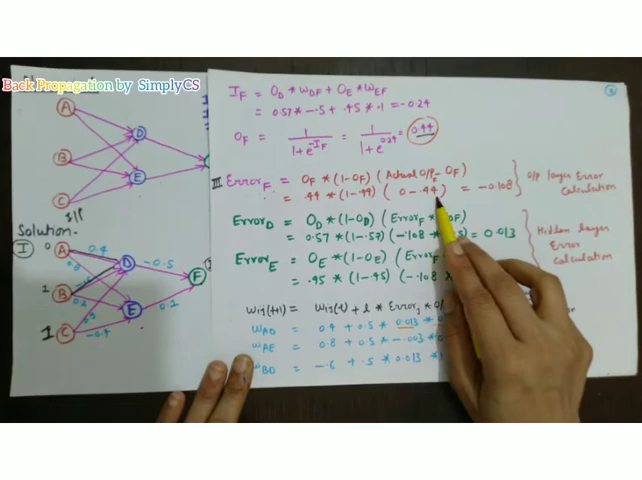 Back Propagation by SimplyCS
A
B
C
D
E
I/P
Solution-
I
0
A
0.4
D
-0.5
F
1
B
E
0.1
1
C
-0.4
I_F = O_D * W_DF + O_E * W_EF
= 0.57 * -.5 + .45 * .1 = -0.24
O_F = 1/(1+e^-I_F) = 1/(1+e^0.24) = 0.44
III Error_F = O_F * (1-O_F) (Actual O/P_F - O_F)
= .44 * (1-.44) (0-.44) = -0.108
O/P layer Error
Calculation
Error_D = O_D * (1-O_D) (Error_F *
= 0.57 * (1-.57) (-.108 * = 0.013
Error_E = O_E * (1-O_E) (Error_F
= .45 * (1-.45) (-.108
Hidden layer
Error
Calculation
W_ij(t+1) = W_ij(t) + l * Error_j * O
W_AD = 0.4 + 0.5 * 0.013 *
W_AE = 0.8 + 0.5 * -.003 *
W_BD = -.6 + .5 * 0.013 *